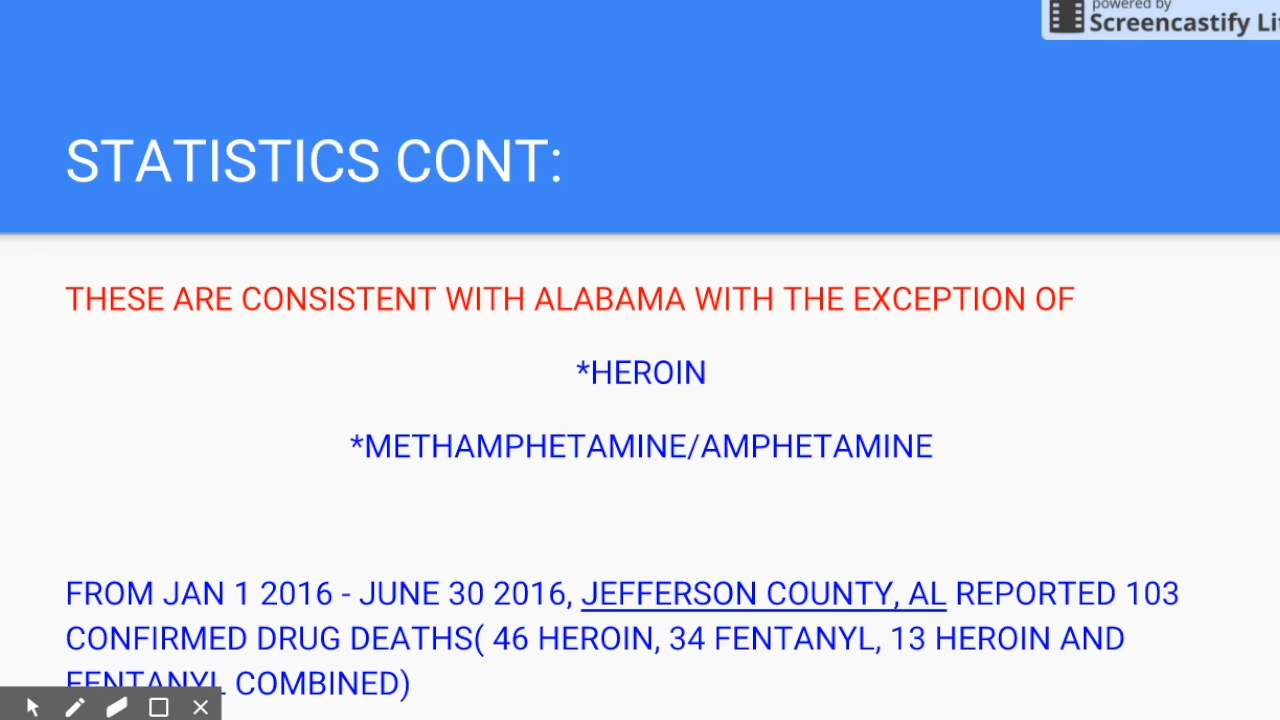 powered by
Screencastify Li
STATISTICS CONT:
THESE ARE CONSISTENT WITH ALABAMA WITH THE EXCEPTION OF
*HEROIN
*METHAMPHETAMINE/AMPHETAMINE
FROM JAN 1 2016 - JUNE 30 2016, JEFFERSON COUNTY, AL REPORTED 103
CONFIRMED DRUG DEATHS( 46 HEROIN, 34 FENTANYL, 13 HEROIN AND
FENTANYL COMBINED)